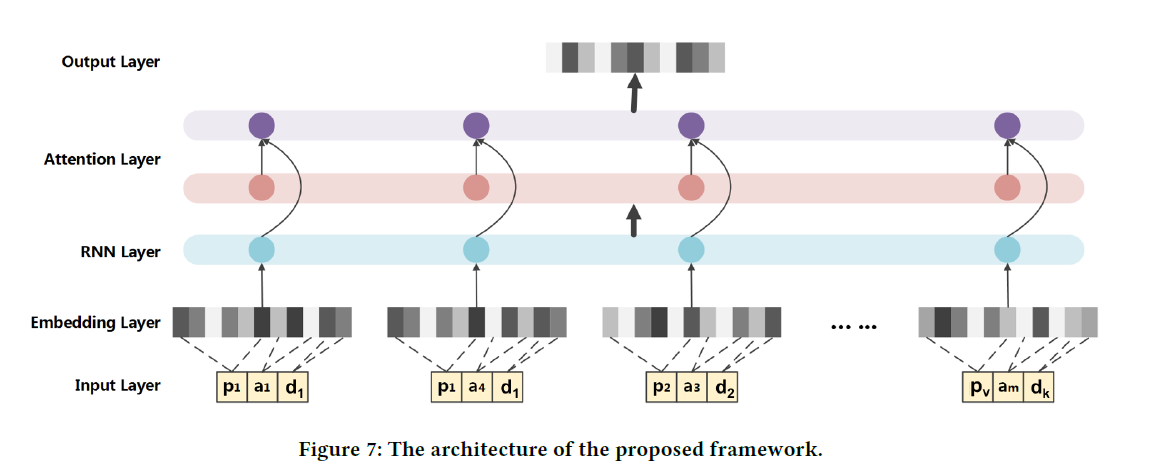 Output Layer
Attention Layer
RNN Layer
Embedding Layer
... ...
Input Layer
p1 a1 d1
p1 a4 d1
p2 a3 d2
pv am dk
Figure 7: The architecture of the proposed framework.